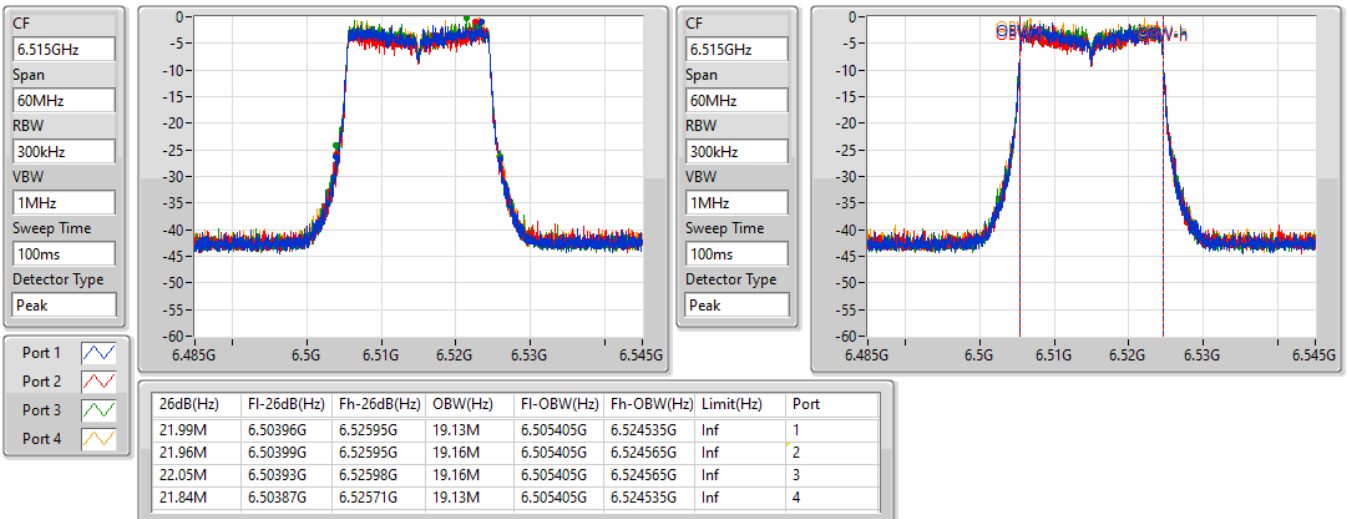 CF
6.515GHz
Span
60MHz
RBW
300kHz
VBW
1MHz
Sweep Time
100ms
Detector Type
Peak
0-
-5-
-10-
-15-
-20-
-25-
-30-
-35-
-40-
-45-
-50-
-55-
-60-
6.485G 6.5G 6.51G 6.52G 6.53G 6.545G
CF
6.515GHz
Span
60MHz
RBW
300kHz
VBW
1MHz
Sweep Time
100ms
Detector Type
Peak
0-
-5-
-10-
-15-
-20-
-25-
-30-
-35-
-40-
-45-
-50-
-55-
-60-
OBW-h
6.485G 6.5G 6.51G 6.52G 6.53G 6.545G
Port 1
Port 2
Port 3
Port 4
26dB(Hz) Fl-26dB(Hz) Fh-26dB(Hz) OBW(Hz) Fl-OBW(Hz) Fh-OBW(Hz) Limit(Hz) Port
21.99M 6.50396G 6.52595G 19.13M 6.505405G 6.524535G Inf 1
21.96M 6.50399G 6.52595G 19.16M 6.505405G 6.524565G Inf 2
22.05M 6.50393G 6.52598G 19.16M 6.505405G 6.524565G Inf 3
21.84M 6.50387G 6.52571G 19.13M 6.505405G 6.524535G Inf 4